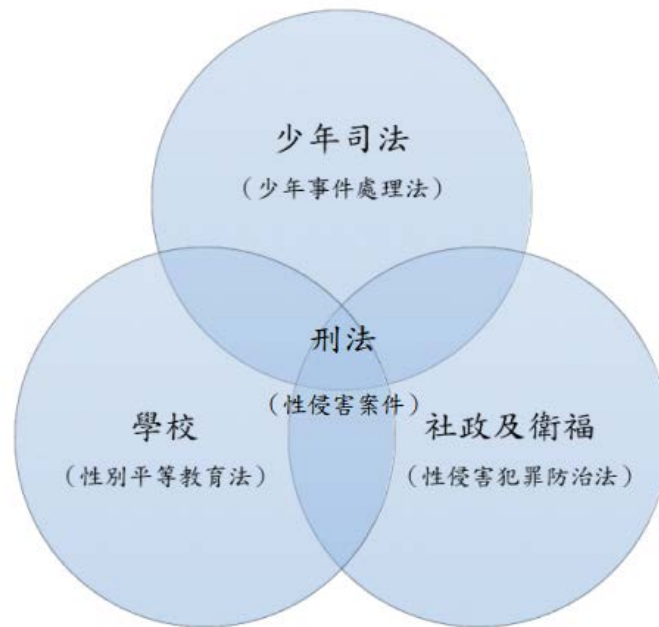 少年司法
（少年事件處理法）
刑法
（性侵害案件）
學校
（性別平等教育法）
社政及衛福
（性侵害犯罪防治法）